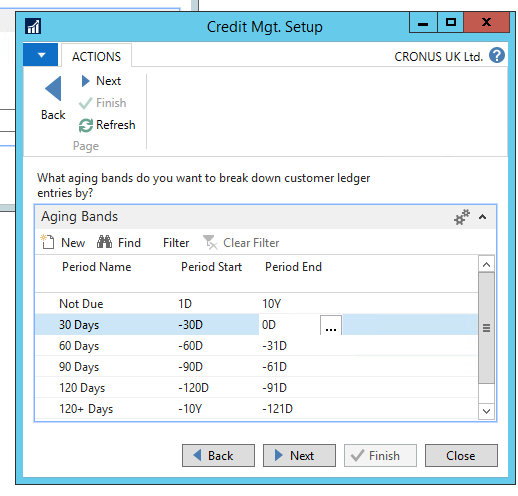 Credit Mgt. Setup
ACTIONS
CRONUS UK Ltd.
Back
Next
Finish
Refresh
Page
What aging bands do you want to break down customer ledger
entries by?
Aging Bands
New Find Filter Clear Filter
Period Name Period Start Period End
Not Due 1D 10Y
30 Days -30D 0D ...
60 Days -60D -31D
90 Days -90D -61D
120 Days -120D -91D
120+ Days -10Y -121D
Back Next Finish Close